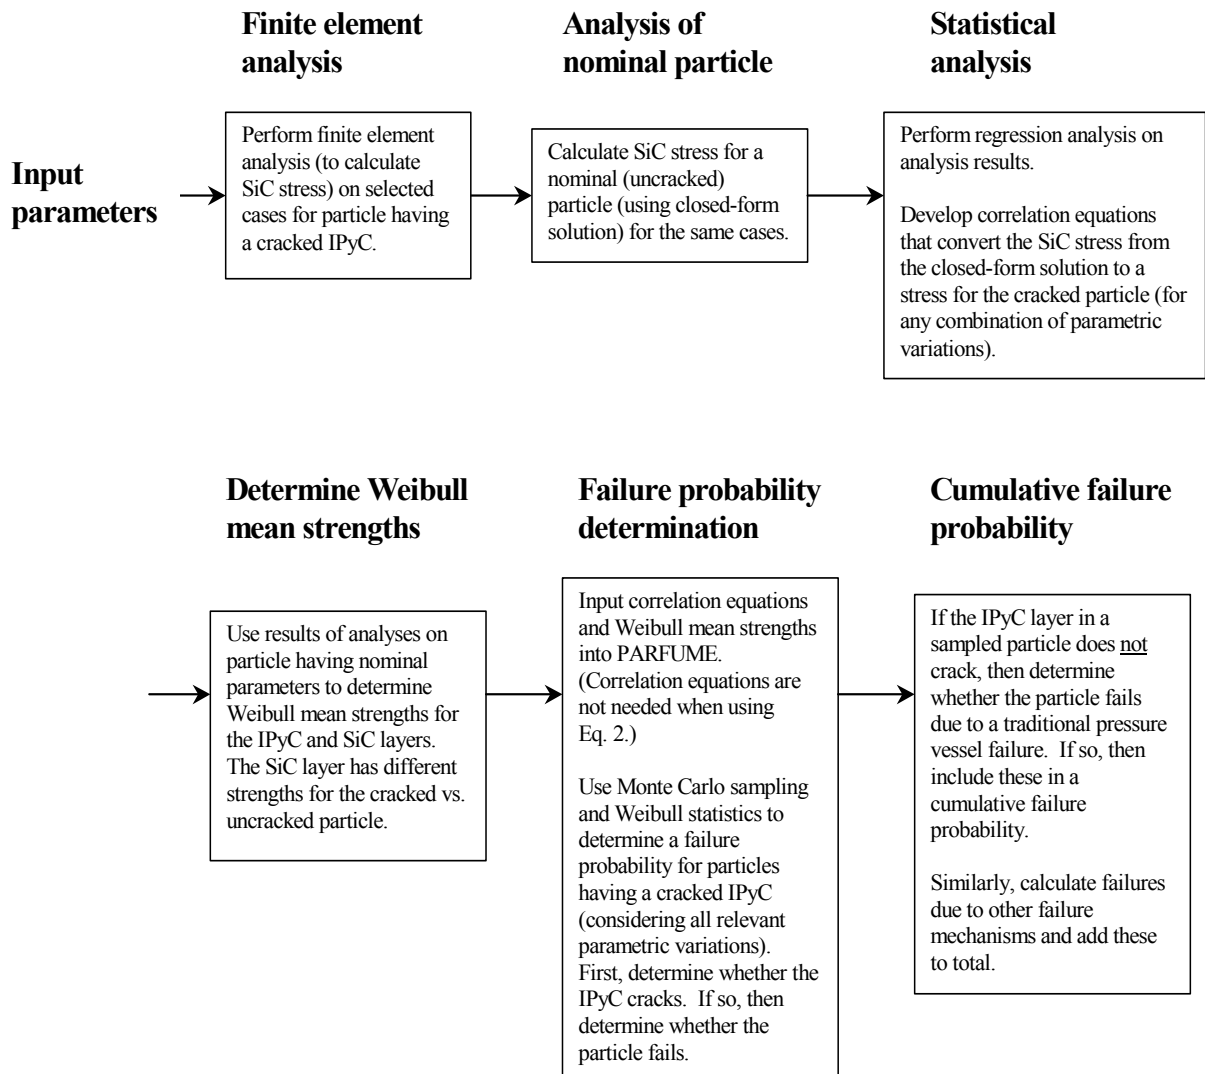 Finite element
analysis
Analysis of
nominal particle
Statistical
analysis
Input
parameters
Perform finite element
analysis (to calculate
SiC stress) on selected
cases for particle having
a cracked IPyC.
Calculate SiC stress for a
nominal (uncracked)
particle (using closed-form
solution) for the same cases.
Perform regression analysis on
analysis results.
Develop correlation equations
that convert the SiC stress from
the closed-form solution to a
stress for the cracked particle (for
any combination of parametric
variations).
Determine Weibull
mean strengths
Failure probability
determination
Cumulative failure
probability
Use results of analyses on
particle having nominal
parameters to determine
Weibull mean strengths for
the IPyC and SiC layers.
The SiC layer has different
strengths for the cracked vs.
uncracked particle.
Input correlation equations
and Weibull mean strengths
into PARFUME.
(Correlation equations are
not needed when using
Eq. 2.)
Use Monte Carlo sampling
and Weibull statistics to
determine a failure
probability for particles
having a cracked IPyC
(considering all relevant
parametric variations).
First, determine whether the
IPyC cracks.  If so, then
determine whether the
particle fails.
If the IPyC layer in a
sampled particle does not
crack, then determine
whether the particle fails
due to a traditional pressure
vessel failure.  If so, then
include these in a
cumulative failure
probability.
Similarly, calculate failures
due to other failure
mechanisms and add these
to total.